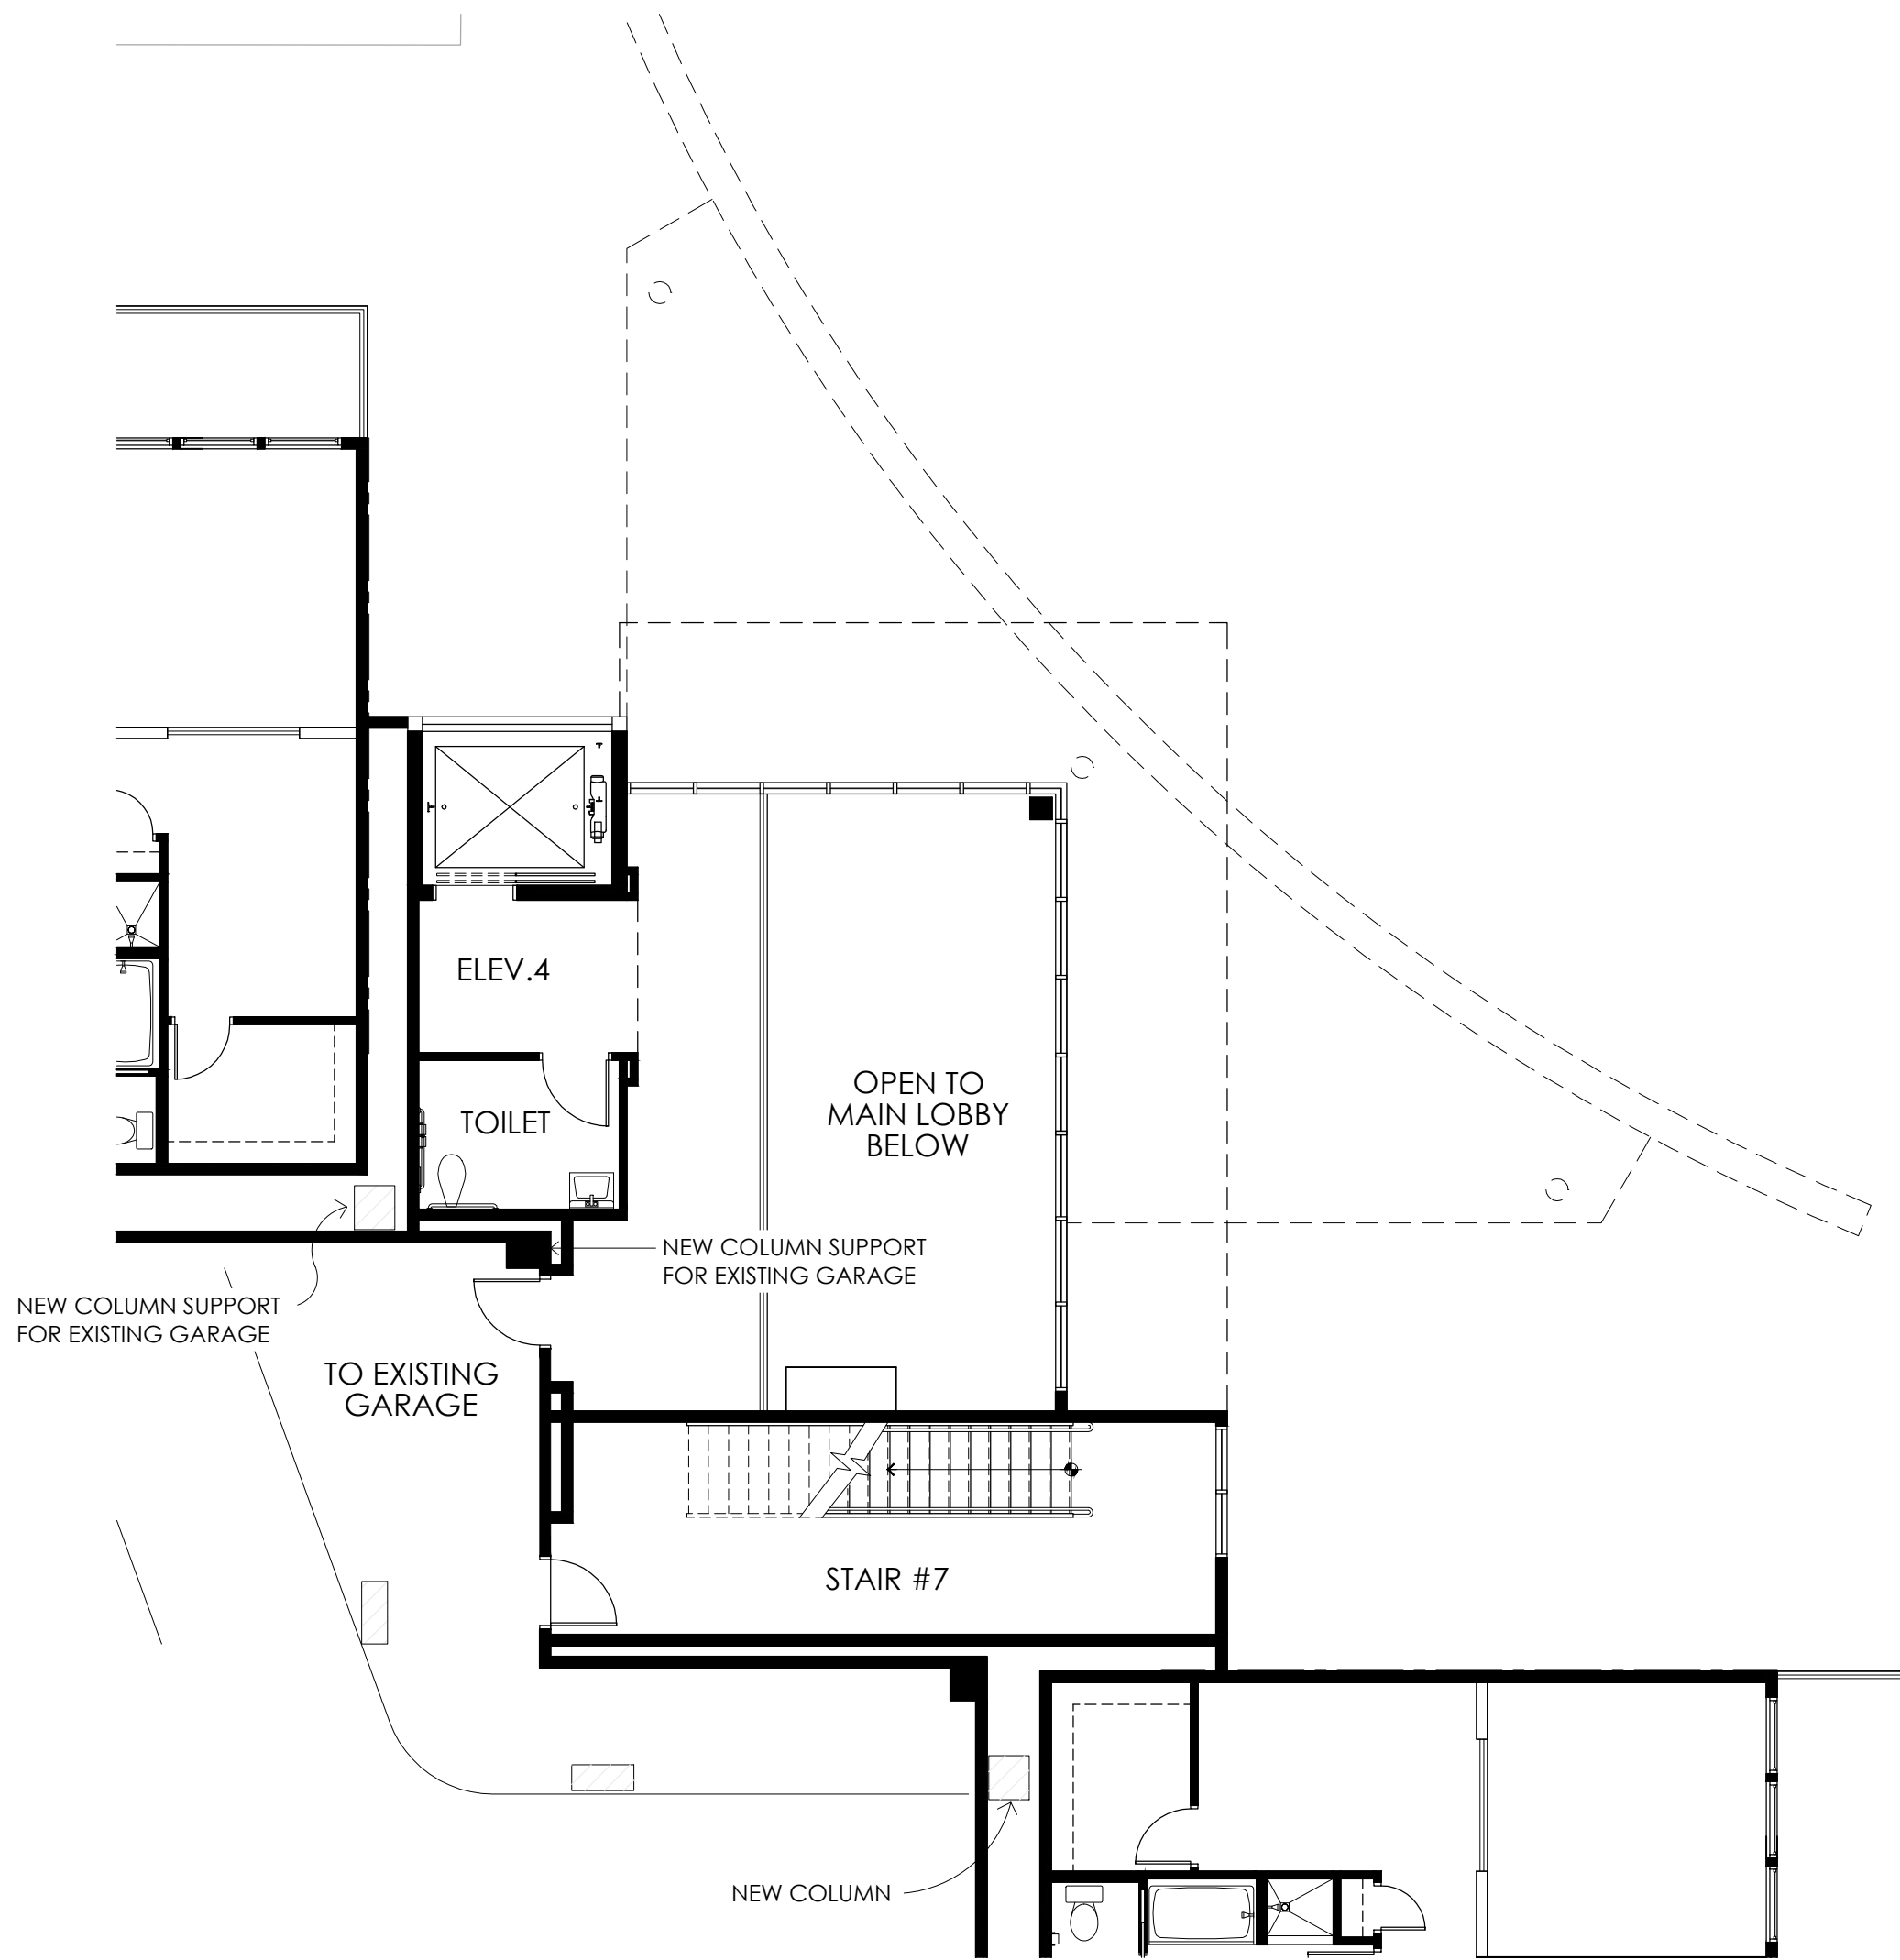 ELEV.4
TOILET
OPEN TO
MAIN LOBBY
BELOW
NEW COLUMN SUPPORT
FOR EXISTING GARAGE
NEW COLUMN SUPPORT
FOR EXISTING GARAGE
TO EXISTING
GARAGE
STAIR #7
NEW COLUMN